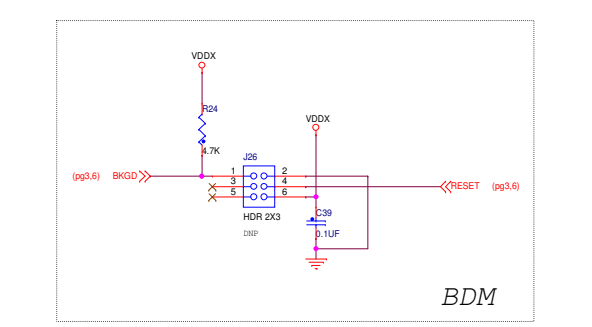 VDDX
R24
4.7K
VDDX
J26
(pg3,6) BKGD
1 2
3 4
5 6
RESET (pg3,6)
HDR 2X3
DNP
C39
0.1UF
BDM